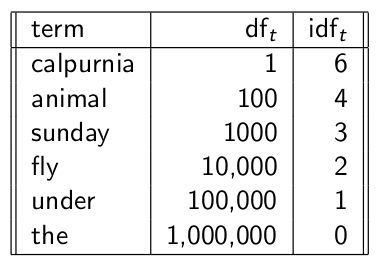 term df_t idf_t
calpurnia 1 6
animal 100 4
sunday 1000 3
fly 10,000 2
under 100,000 1
the 1,000,000 0